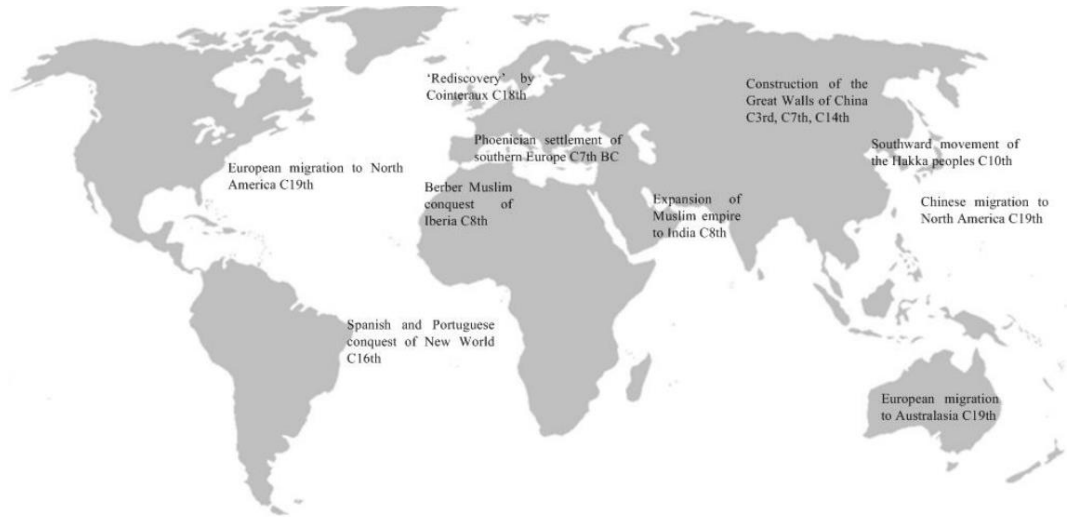 ‘Rediscovery’ by
Cointeraux C18th
Construction of the
Great Walls of China
C3rd, C7th, C14th
Phoenician settlement of
southern Europe C7th BC
Southward movement of
the Hakka peoples C10th
European migration to North
America C19th
Berber Muslim
conquest of
Iberia C8th
Expansion of
Muslim empire
to India C8th
Chinese migration to
North America C19th
Spanish and Portuguese
conquest of New World
C16th
European migration
to Australasia C19th